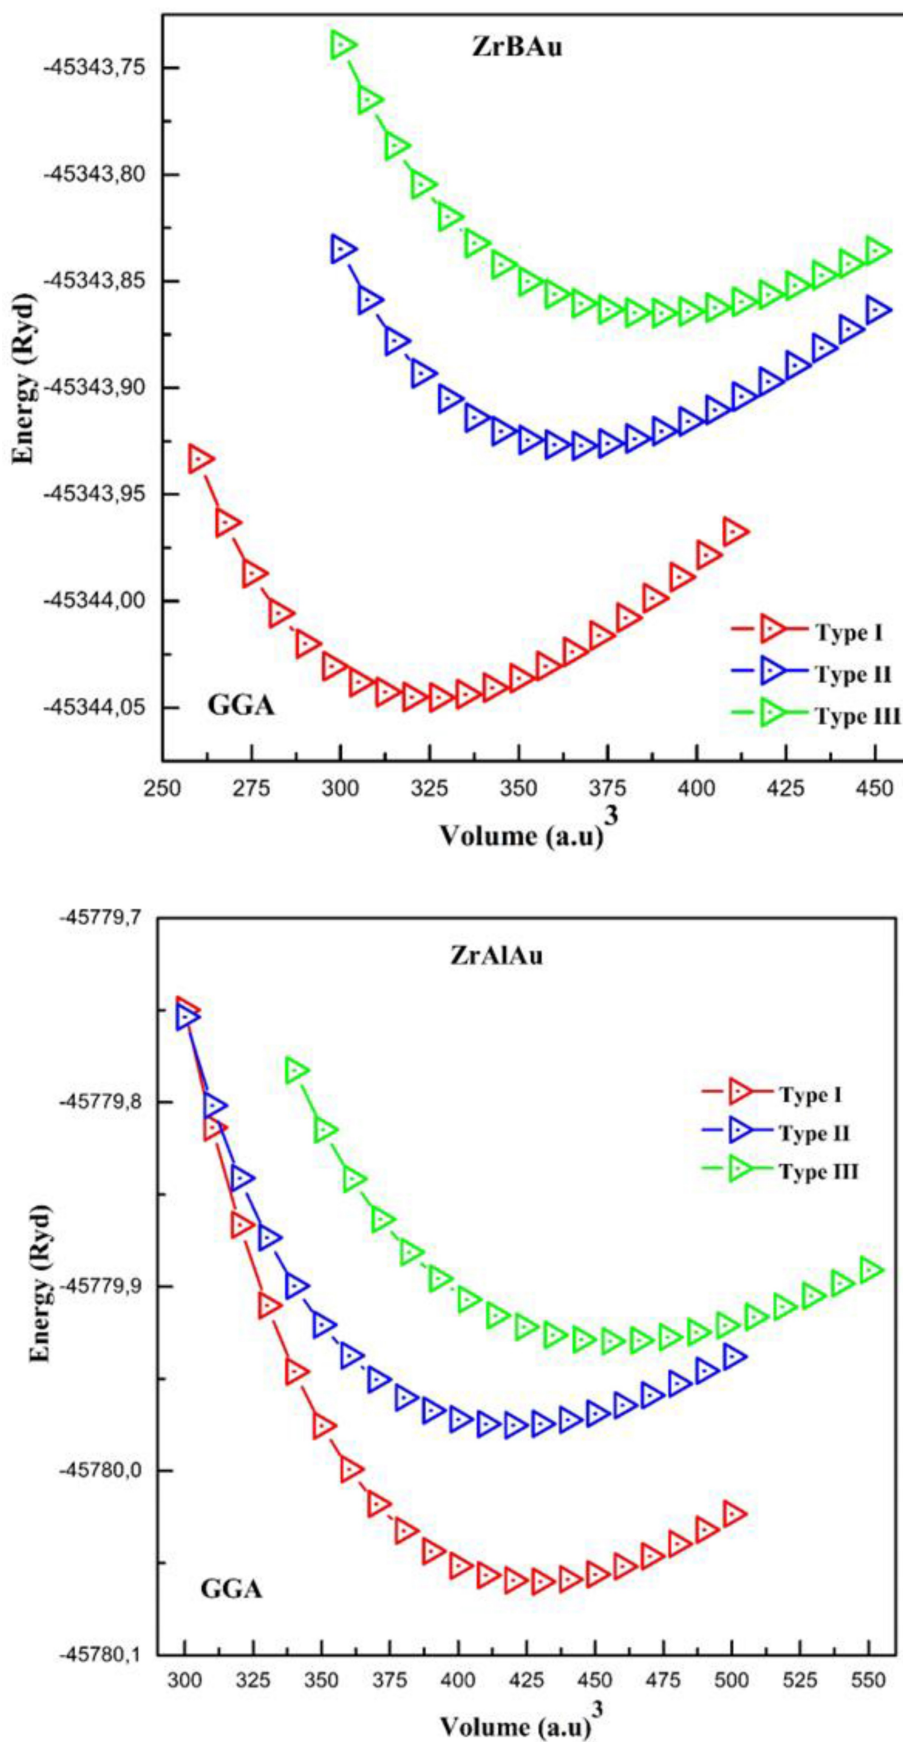 ZrBAu
-45343,75
-45343,80
-45343,85
-45343,90
-45343,95
-45344,00
-45344,05
Energy (Ryd)
Type I
Type II
Type III
GGA
250 275 300 325 350 375 400 425 450
Volume (a.u)3
ZrAlAu
-45779,7
-45779,8
-45779,9
-45780,0
-45780,1
Energy (Ryd)
Type I
Type II
Type III
GGA
300 325 350 375 400 425 450 475 500 525 550
Volume (a.u)3